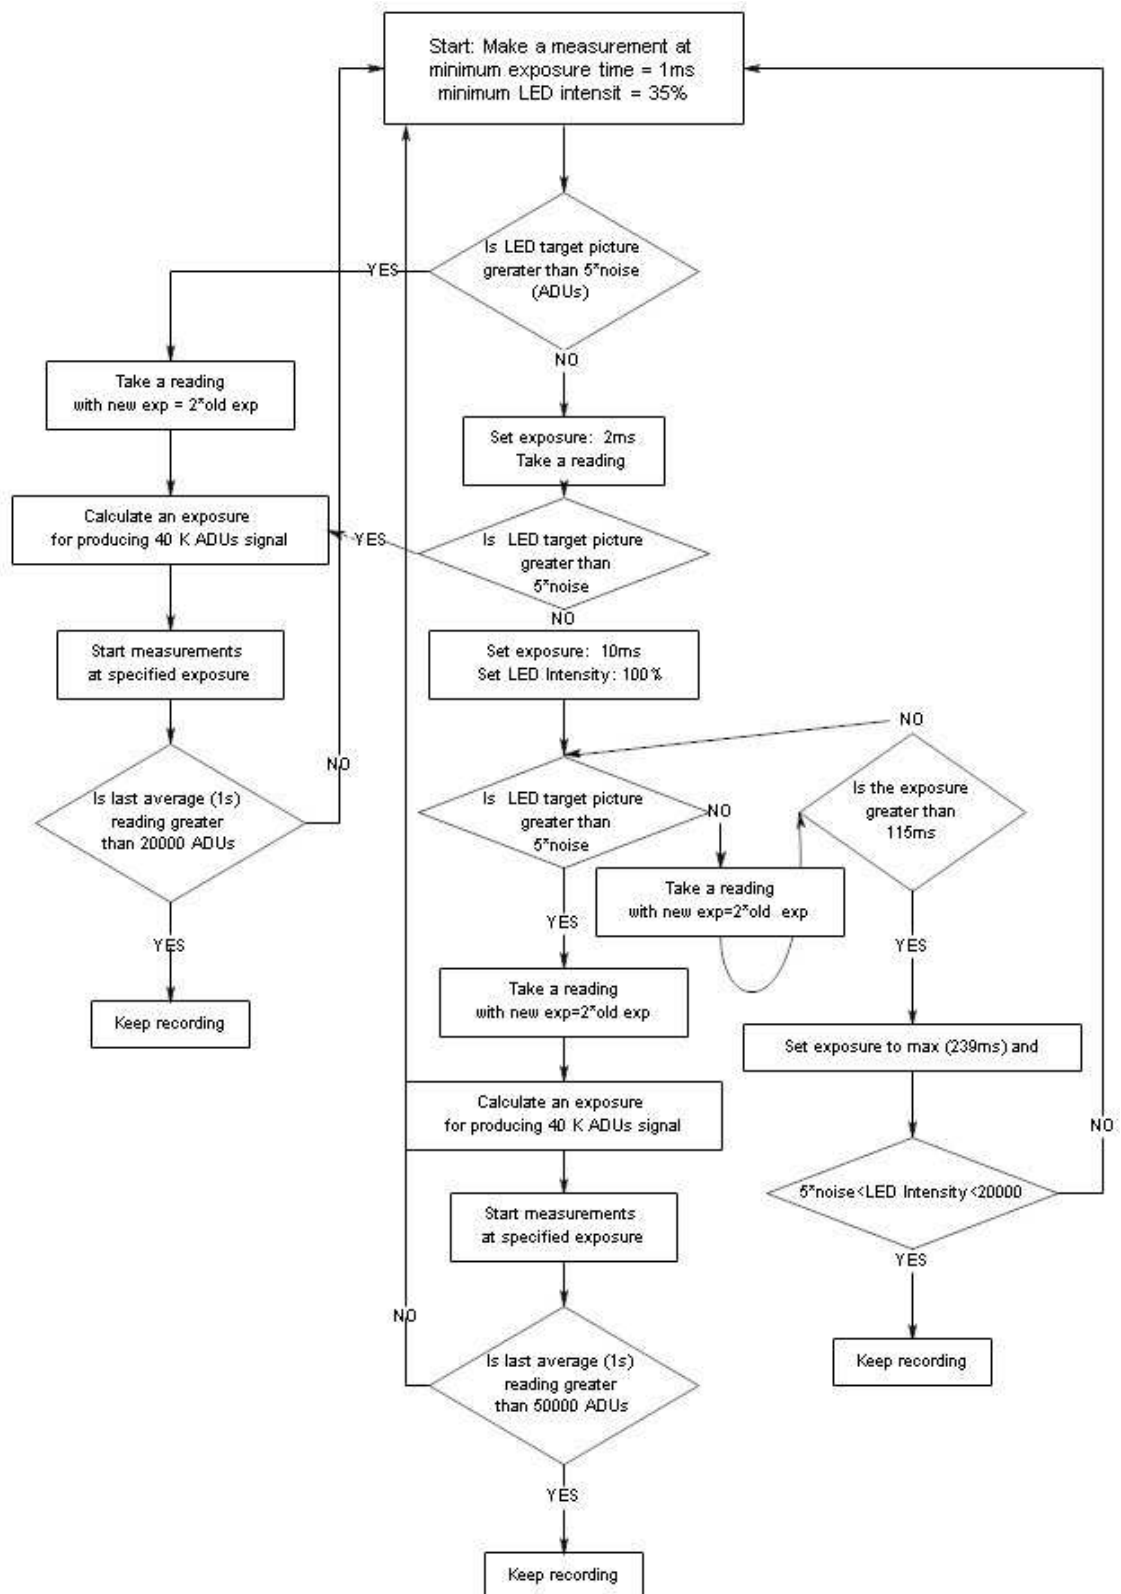 Start: Make a measurement at
minimum exposure time = 1ms
minimum LED intensit = 35%
Is LED target picture
grerater than 5*noise
(ADUs)
YES
NO
Take a reading
with new exp = 2*old exp
Set exposure: 2ms
Take a reading
Calculate an exposure
for producing 40 K ADUs signal
YES
Is LED target picture
greater than
5*noise
NO
Start measurements
at specified exposure
Set exposure: 10ms
Set LED Intensity: 100%
NO
NO
Is last average (1s)
reading greater
than 20000 ADUs
Is LED target picture
greater than
5*noise
NO
Is the exposure
greater than
115ms
Take a reading
with new exp=2*old exp
YES
YES
YES
Keep recording
Take a reading
with new exp=2*old exp
Set exposure to max (239ms) and
Calculate an exposure
for producing 40 K ADUs signal
NO
5*noise<LED Intensity<20000
Start measurements
at specified exposure
YES
NO
Is last average (1s)
reading greater
than 50000 ADUs
Keep recording
YES
Keep recording